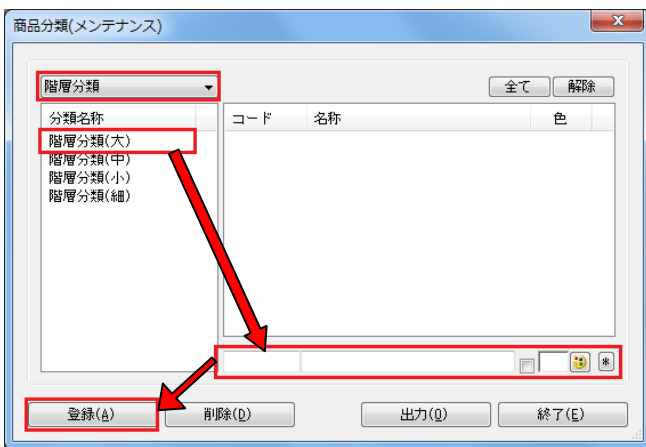 商品分類(メンテナンス)
階層分類
全て 解除
分類名称 コード 名称 色
階層分類(大)
階層分類(中)
階層分類(小)
階層分類(細)
*
登録(A) 削除(D) 出力(O) 終了(E)